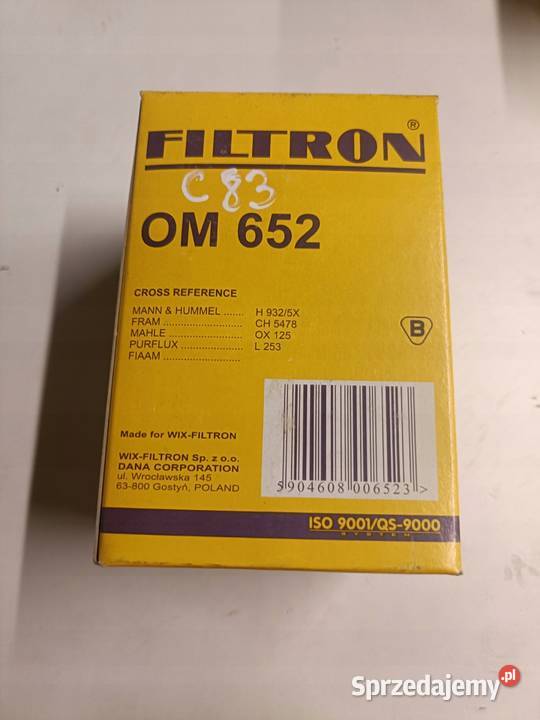 FILTRON®
C 83
OM 652
CROSS REFERENCE
MANN & HUMMEL ...... H 932/5X
FRAM ........................ CH 5478
MAHLE ...................... OX 125
PURFLUX ................... L 253
FIAAM ........................
B
Made for WIX-FILTRON
WIX-FILTRON Sp. z o.o.
DANA CORPORATION
ul. Wrocławska 145
63-800 Gostyń, POLAND
5904608006523>
ISO 9001/QS-9000
SYSTEM
Sprzedajemy.pl